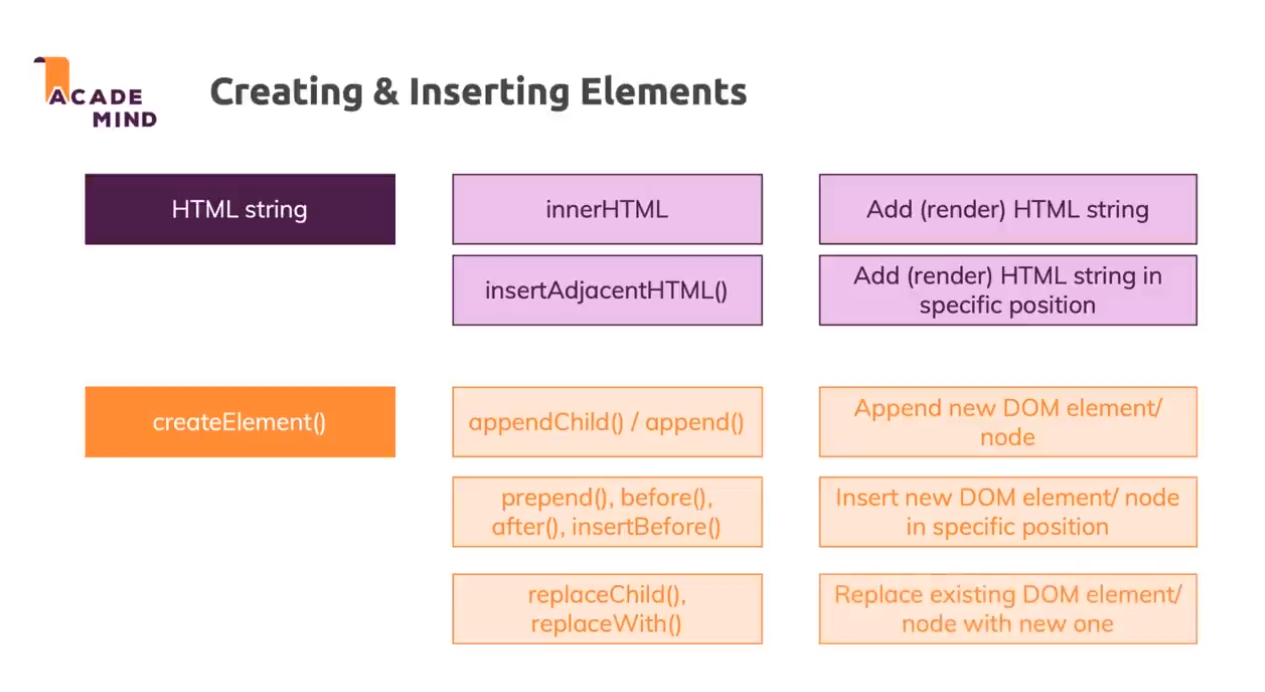 ACADE
MIND
Creating & Inserting Elements
HTML string
innerHTML
Add (render) HTML string
insertAdjacentHTML()
Add (render) HTML string in
specific position
createElement()
appendChild() / append()
Append new DOM element/
node
prepend(), before(),
after(), insertBefore()
Insert new DOM element/ node
in specific position
replaceChild(),
replaceWith()
Replace existing DOM element/
node with new one